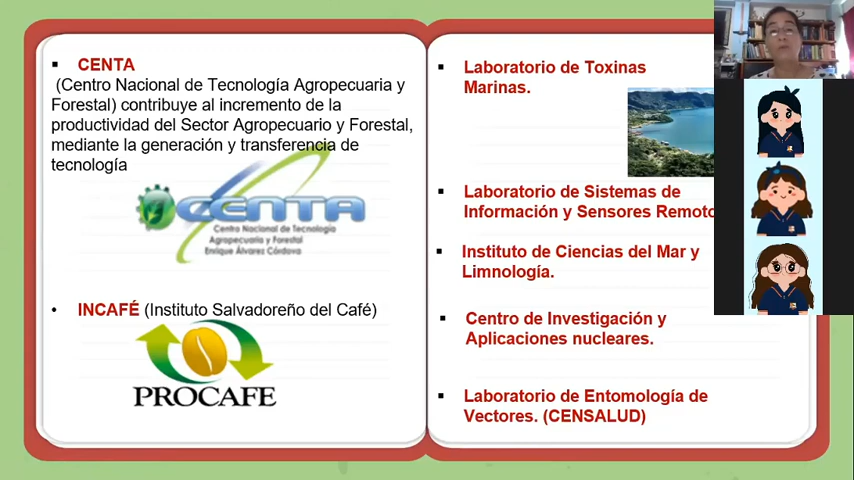 CENTA
(Centro Nacional de Tecnología Agropecuaria y
Forestal) contribuye al incremento de la
productividad del Sector Agropecuario y Forestal,
mediante la generación y transferencia de
tecnología
CENTA
Centro Nacional de Tecnología
Agropecuaria y Forestal
Enrique Álvarez Córdova
INCAFÉ (Instituto Salvadoreño del Café)
PROCAFE
Laboratorio de Toxinas
Marinas.
Laboratorio de Sistemas de
Información y Sensores Remoto
Instituto de Ciencias del Mar y
Limnología.
Centro de Investigación y
Aplicaciones nucleares.
Laboratorio de Entomología de
Vectores. (CENSALUD)